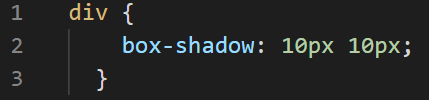 1 div {
2 box-shadow: 10px 10px;
3 }